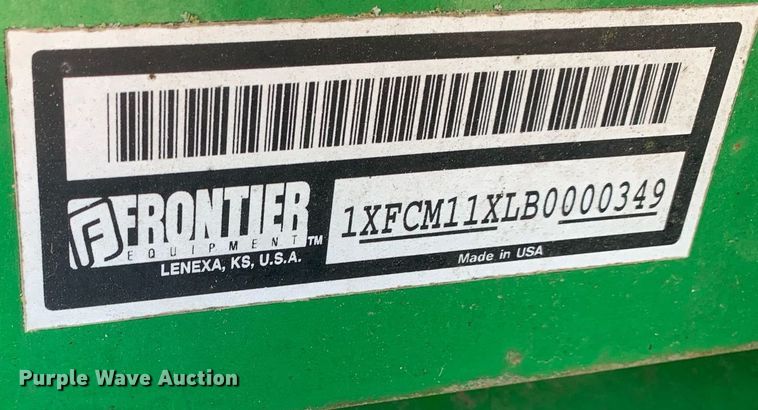 F FRONTIER
EQUIPMENT™
LENEXA, KS, U.S.A.
1XFCM11XLB0000349
Made in USA
Purple Wave Auction